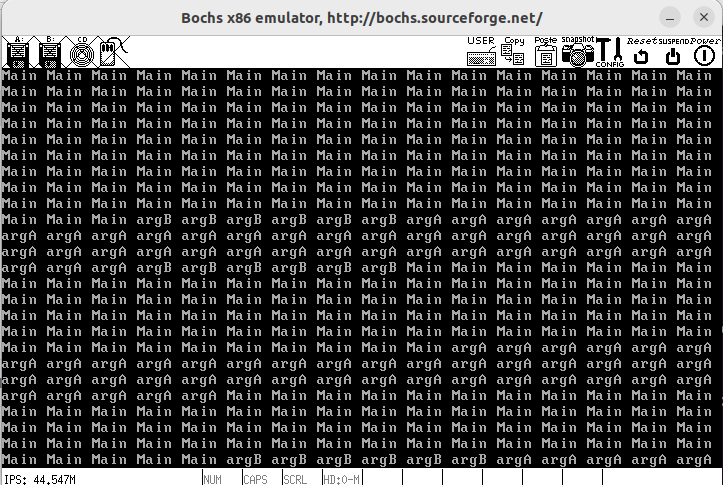 Bochs x86 emulator, http://bochs.sourceforge.net/
A: B: CD USER Copy Paste Snapshot CONFIG Reset SUSPEND Power
Main Main Main Main Main Main Main Main Main Main Main Main Main Main Main Main
Main Main Main Main Main Main Main Main Main Main Main Main Main Main Main Main
Main Main Main Main Main Main Main Main Main Main Main Main Main Main Main Main
Main Main Main Main Main Main Main Main Main Main Main Main Main Main Main Main
Main Main Main Main Main Main Main Main Main Main Main Main Main Main Main Main
Main Main Main Main Main Main Main Main Main Main Main Main Main Main Main Main
Main Main Main Main Main Main Main Main Main Main Main Main Main Main Main Main
Main Main Main Main Main Main Main Main Main Main Main Main Main Main Main Main
Main Main Main Main Main Main Main Main Main Main Main Main Main Main Main Main
Main Main Main argB argB argB argB argB argB argA argA argA argA argA argA argA
argA argA argA argA argA argA argA argA argA argA argA argA argA argA argA argA
argA argA argA argA argA argA argA argA argA argA argA argA argA argA argA argA
argA argA argA argB argB argB argB argB argB Main Main Main Main Main Main Main
Main Main Main Main Main Main Main Main Main Main Main Main Main Main Main Main
Main Main Main Main Main Main Main Main Main Main Main Main Main Main Main Main
Main Main Main Main Main Main Main Main Main Main Main Main Main Main Main Main
Main Main Main Main Main Main Main Main Main Main Main Main Main Main Main Main
Main Main Main Main Main Main Main Main Main Main argA argA argA argA argA argA
argA argA argA argA argA argA argA argA argA argA argA argA argA argA argA argA
argA argA argA argA argA argA argA argA argA argA argA argA argA argA argA argA
argA argA argA argA argA Main Main Main Main Main Main Main Main Main Main Main
Main Main Main Main Main Main Main Main Main Main Main Main Main Main Main Main
Main Main Main Main Main Main Main Main Main Main Main Main Main Main Main Main
Main Main Main Main Main Main Main Main Main Main Main Main Main Main Main Main
Main Main Main Main Main argB argB argB argB argB argA argA argA argA argA argA
IPS: 44.547M NUM CAPS SCRL HD:0-M